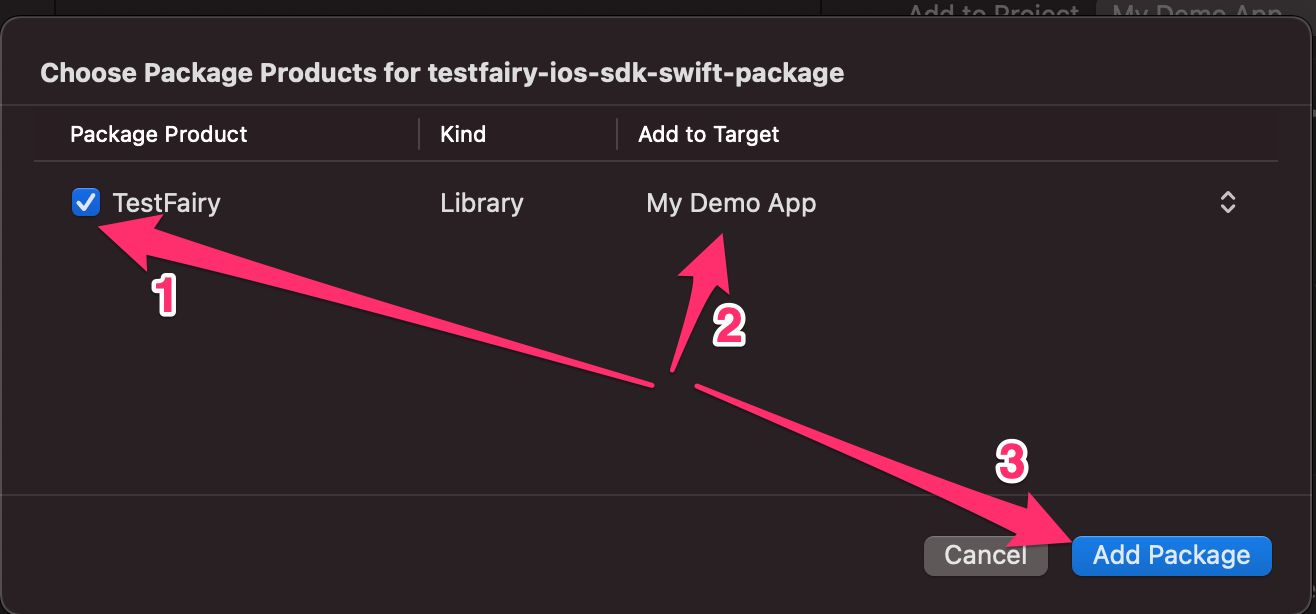 Add to Project My Demo App
Choose Package Products for testfairy-ios-sdk-swift-package
Package Product Kind Add to Target
TestFairy Library My Demo App
1
2
3
Cancel Add Package